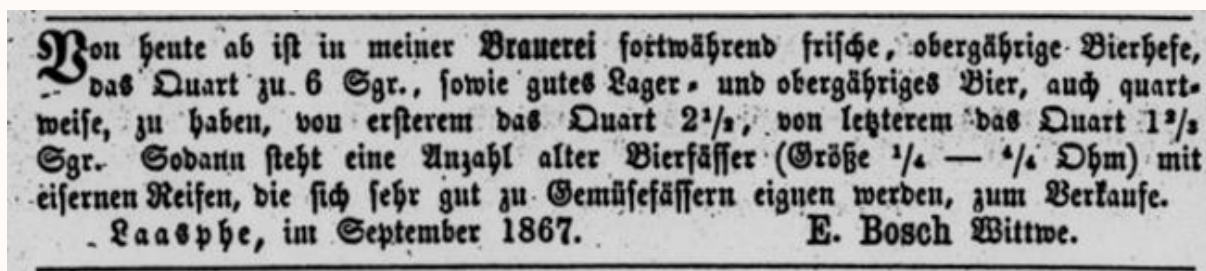 Von heute ab ist in meiner Brauerei fortwährend frische, obergährige Bierhefe,
das Quart zu 6 Sgr., sowie gutes Lager- und obergähriges Bier, auch quart-
weise, zu haben, von ersterem das Quart 2½, von letzterem das Quart 1⅔
Sgr. Sodann steht eine Anzahl alter Bierfässer (Größe ¼ — 4/4 Ohm) mit
eisernen Reifen, die sich sehr gut zu Gemüsefässern eignen werden, zum Verkaufe.
Laasphe, im September 1867. E. Bosch Wittwe.